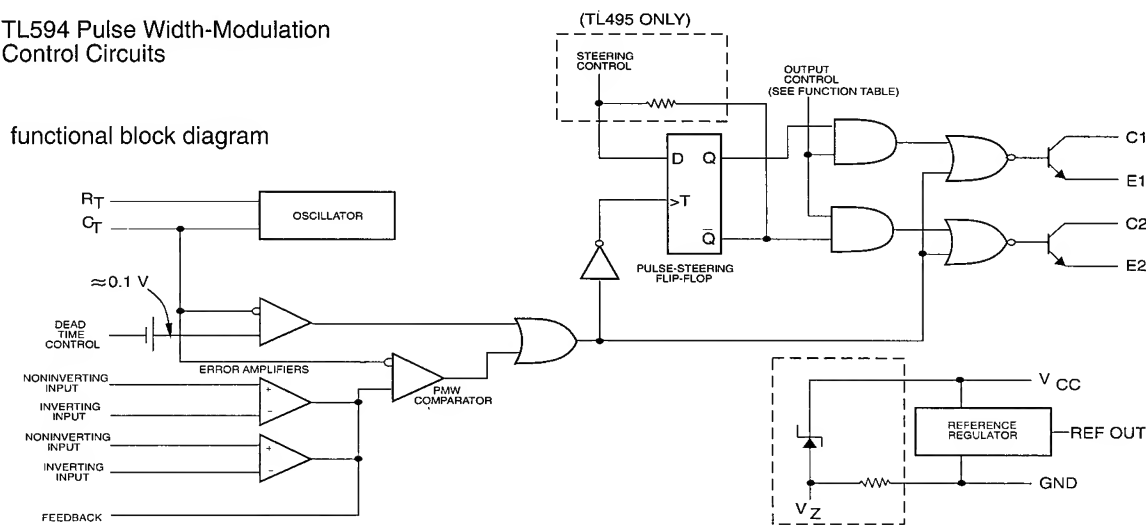 TL594 Pulse Width-Modulation
Control Circuits
(TL495 ONLY)
STEERING
CONTROL
OUTPUT
CONTROL
(SEE FUNCTION TABLE)
functional block diagram
D Q
>T
Q̅
PULSE-STEERING
FLIP-FLOP
C1
E1
C2
E2
RT
CT
OSCILLATOR
≈0.1 V
DEAD
TIME
CONTROL
ERROR AMPLIFIERS
NONINVERTING
INPUT
+
INVERTING
INPUT
−
NONINVERTING
INPUT
+
INVERTING
INPUT
−
FEEDBACK
PMW
COMPARATOR
VCC
REFERENCE
REGULATOR
REF OUT
GND
VZ